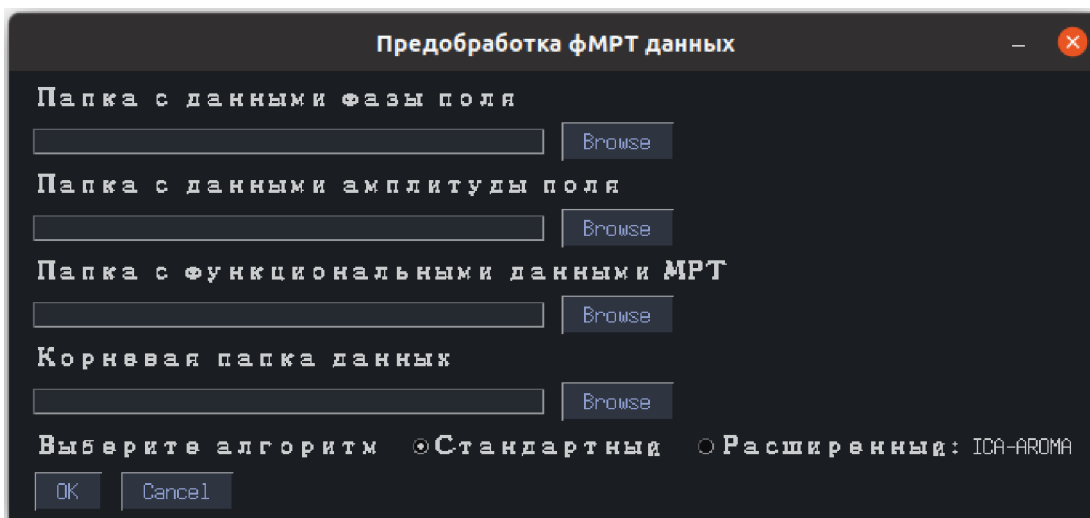 Предобработка фМРТ данных
Папка с данными фазы поля
Browse
Папка с данными амплитуды поля
Browse
Папка с функциональными данными МРТ
Browse
Корневая папка данных
Browse
Выберите алгоритм Стандартный Расширенный: ICA-AROMA
OK Cancel